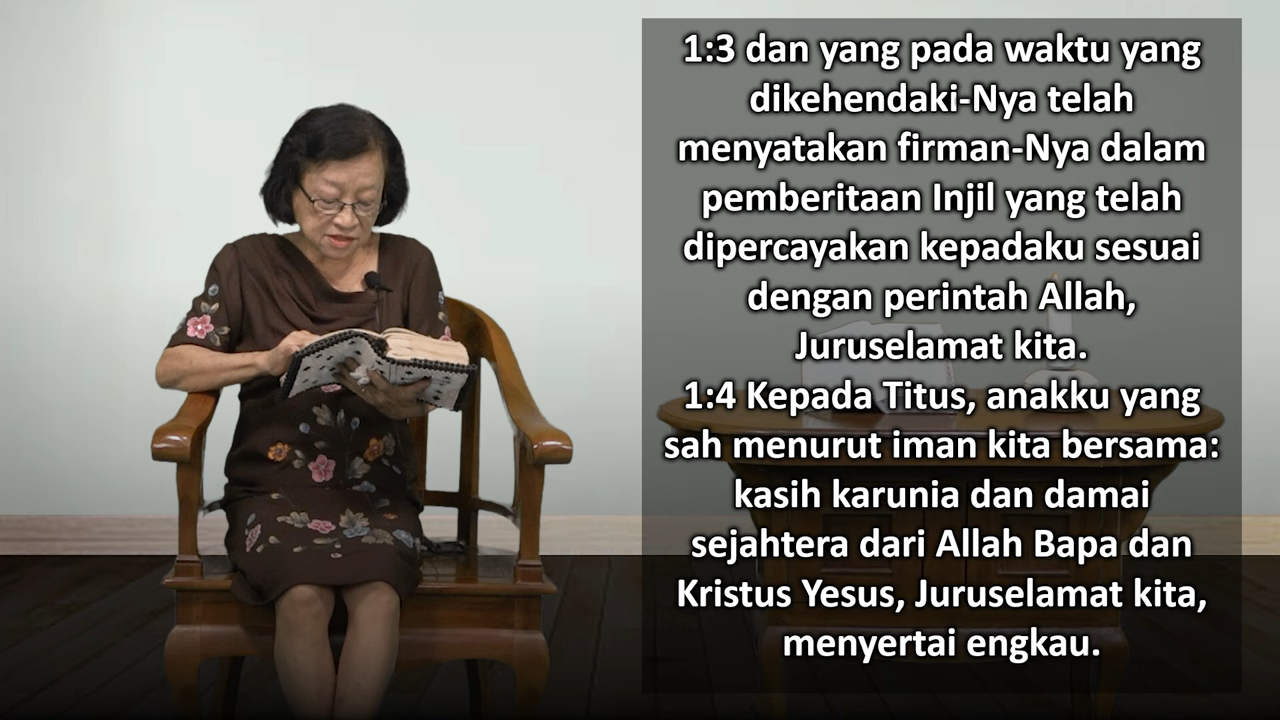 1:3 dan yang pada waktu yang
dikehendaki-Nya telah
menyatakan firman-Nya dalam
pemberitaan Injil yang telah
dipercayakan kepadaku sesuai
dengan perintah Allah,
Juruselamat kita.
1:4 Kepada Titus, anakku yang
sah menurut iman kita bersama:
kasih karunia dan damai
sejahtera dari Allah Bapa dan
Kristus Yesus, Juruselamat kita,
menyertai engkau.